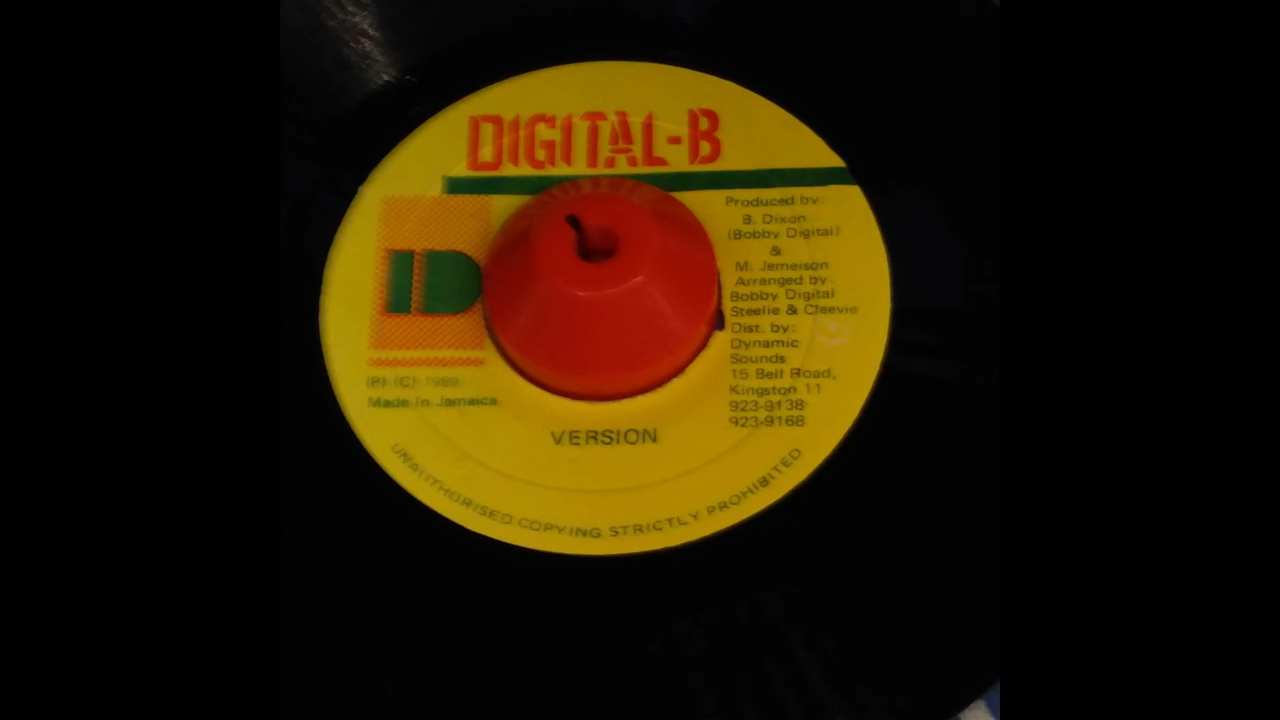 DIGITAL-B
D
Produced by:
B. Dixon
(Bobby Digital)
&
M. Jemeison
Arranged by:
Bobby Digital
Steelie & Cleevie
Dist. by:
Dynamic
Sounds
15 Bell Road,
Kingston 11
923-9138
923-9168
(P) (C) 1989
Made In Jamaica
VERSION
UNAUTHORISED COPYING STRICTLY PROHIBITED